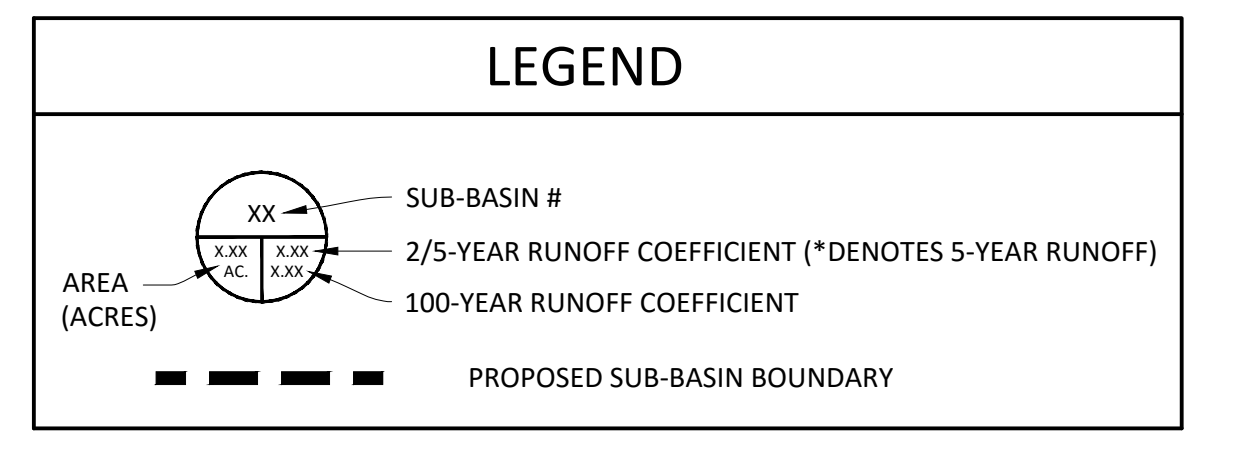 LEGEND
XX
SUB-BASIN #
X.XX
X.XX
2/5-YEAR RUNOFF COEFFICIENT (*DENOTES 5-YEAR RUNOFF)
AC.
X.XX
AREA
(ACRES)
100-YEAR RUNOFF COEFFICIENT
PROPOSED SUB-BASIN BOUNDARY